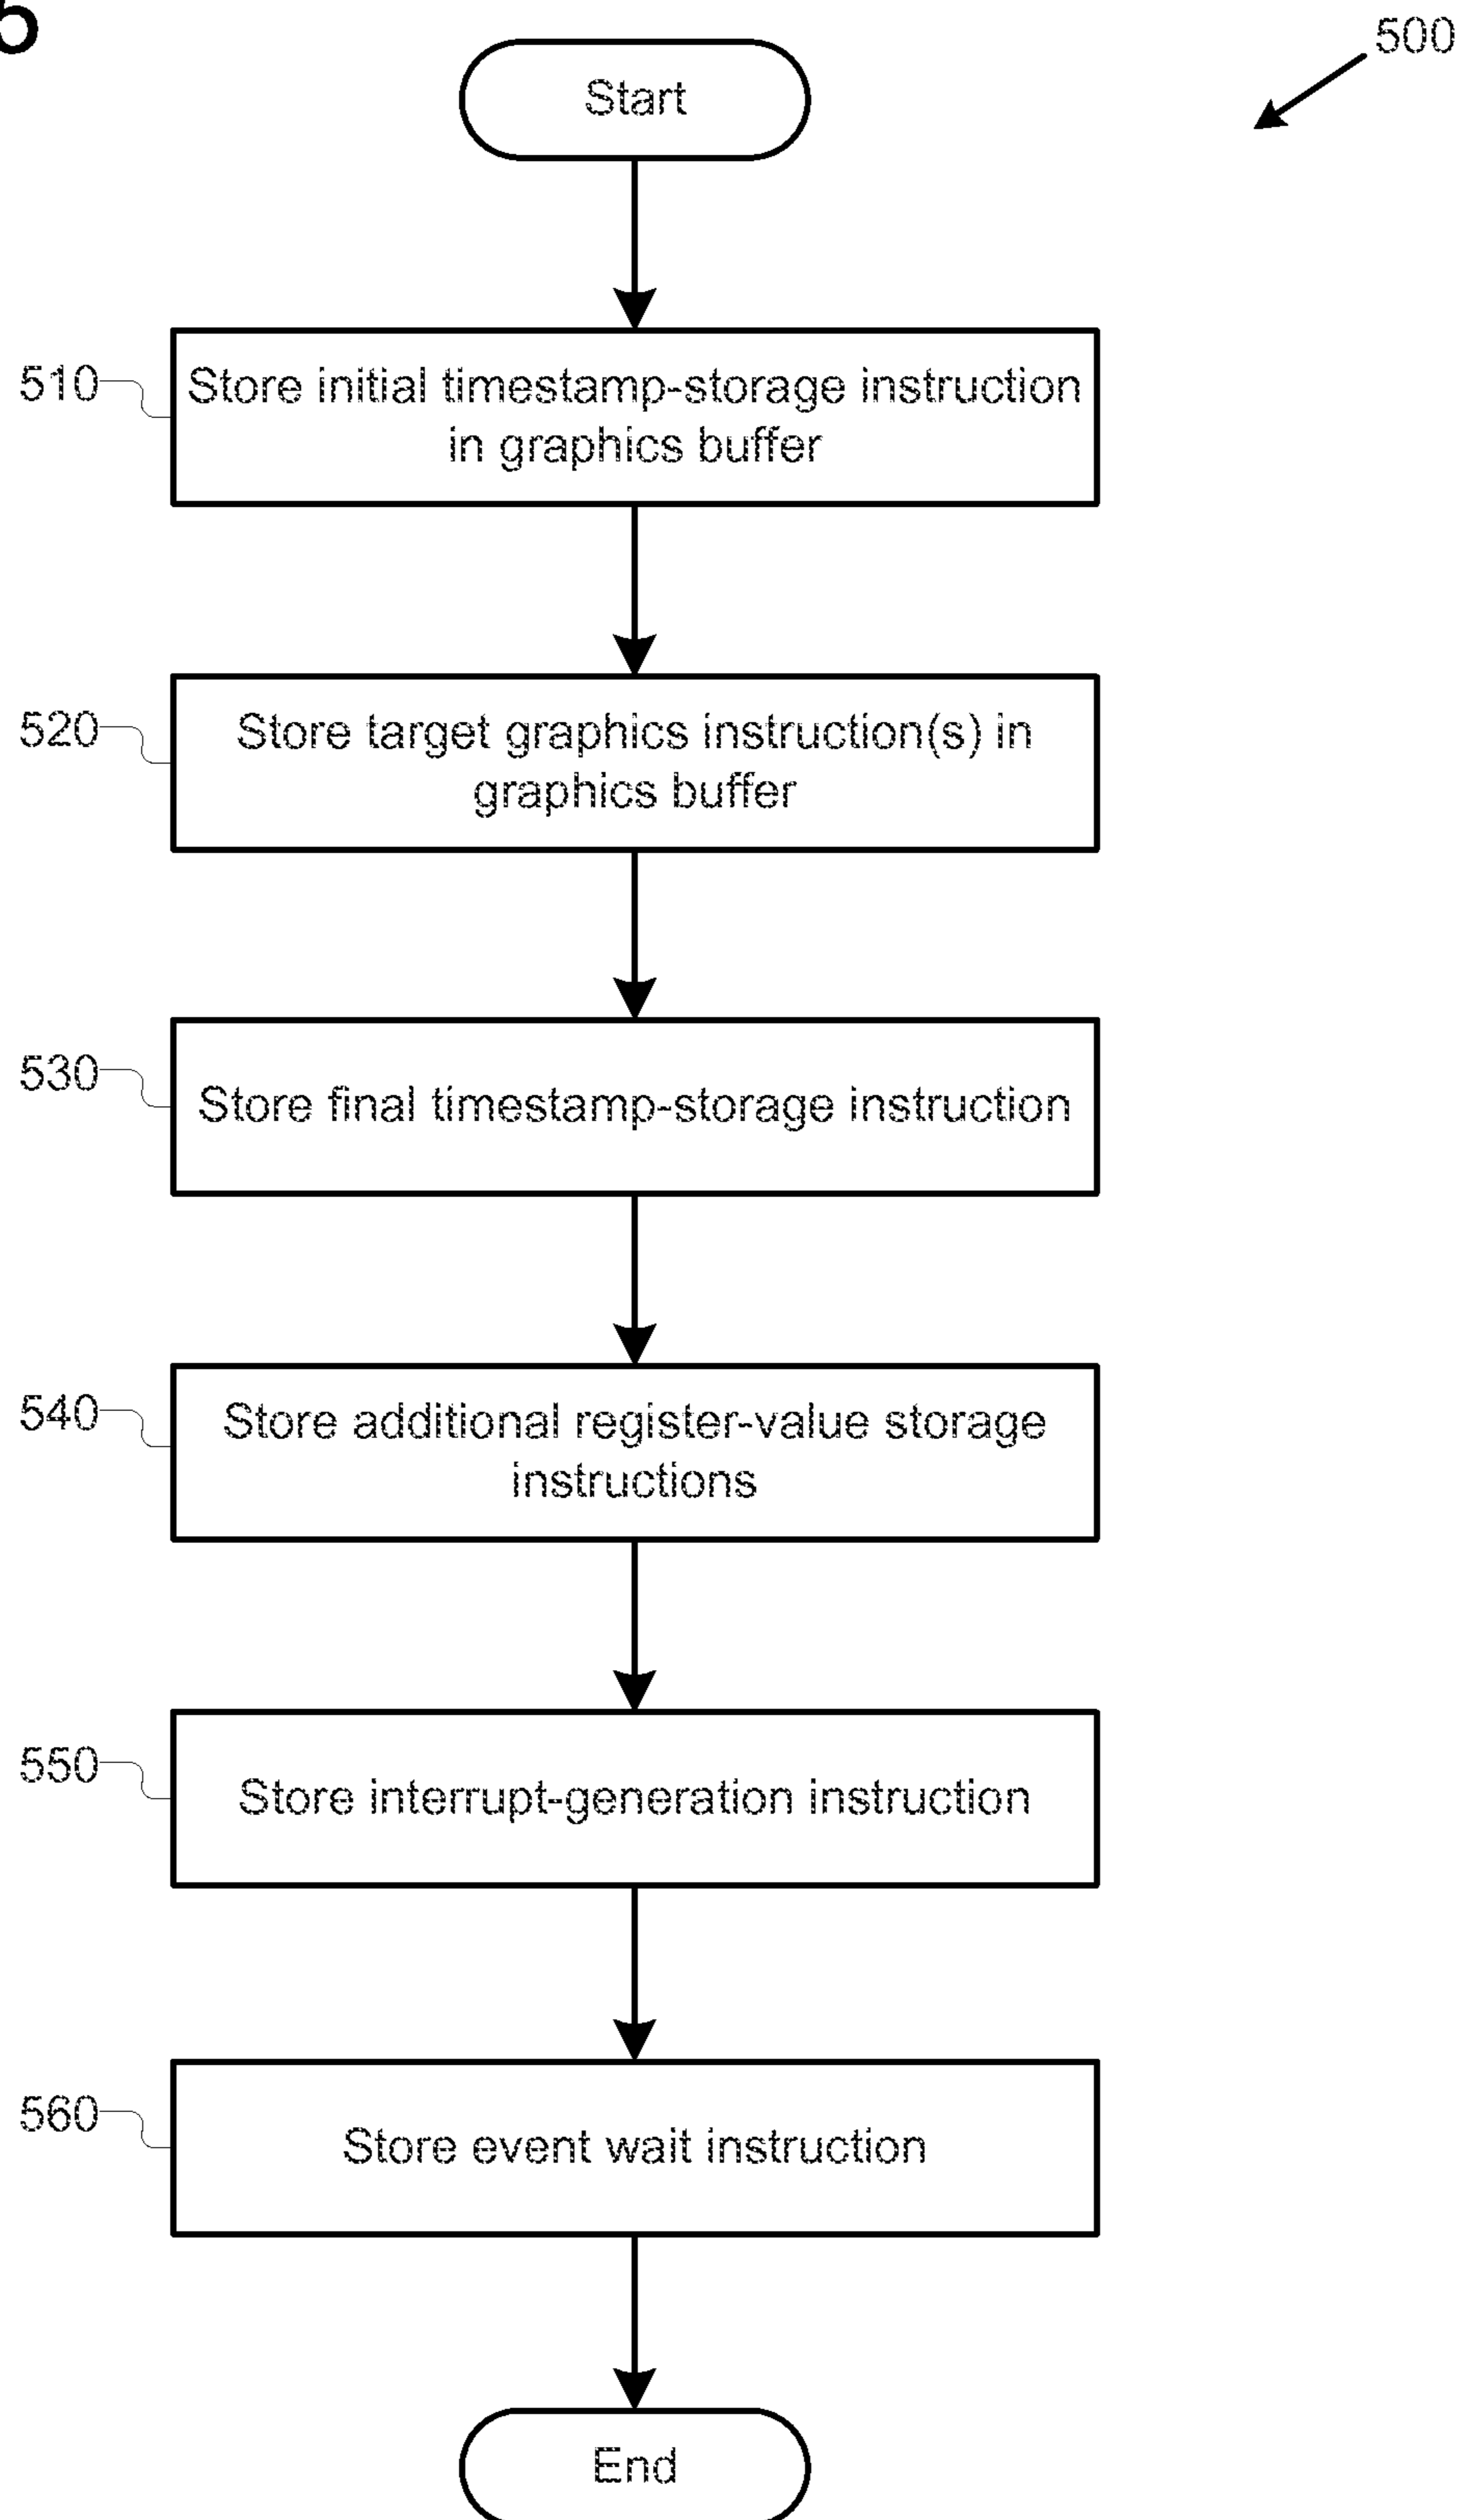 5
500
Start
510
Store initial timestamp-storage instruction
in graphics buffer
520
Store target graphics instruction(s) in
graphics buffer
530
Store final timestamp-storage instruction
540
Store additional register-value storage
instructions
550
Store interrupt-generation instruction
560
Store event wait instruction
End